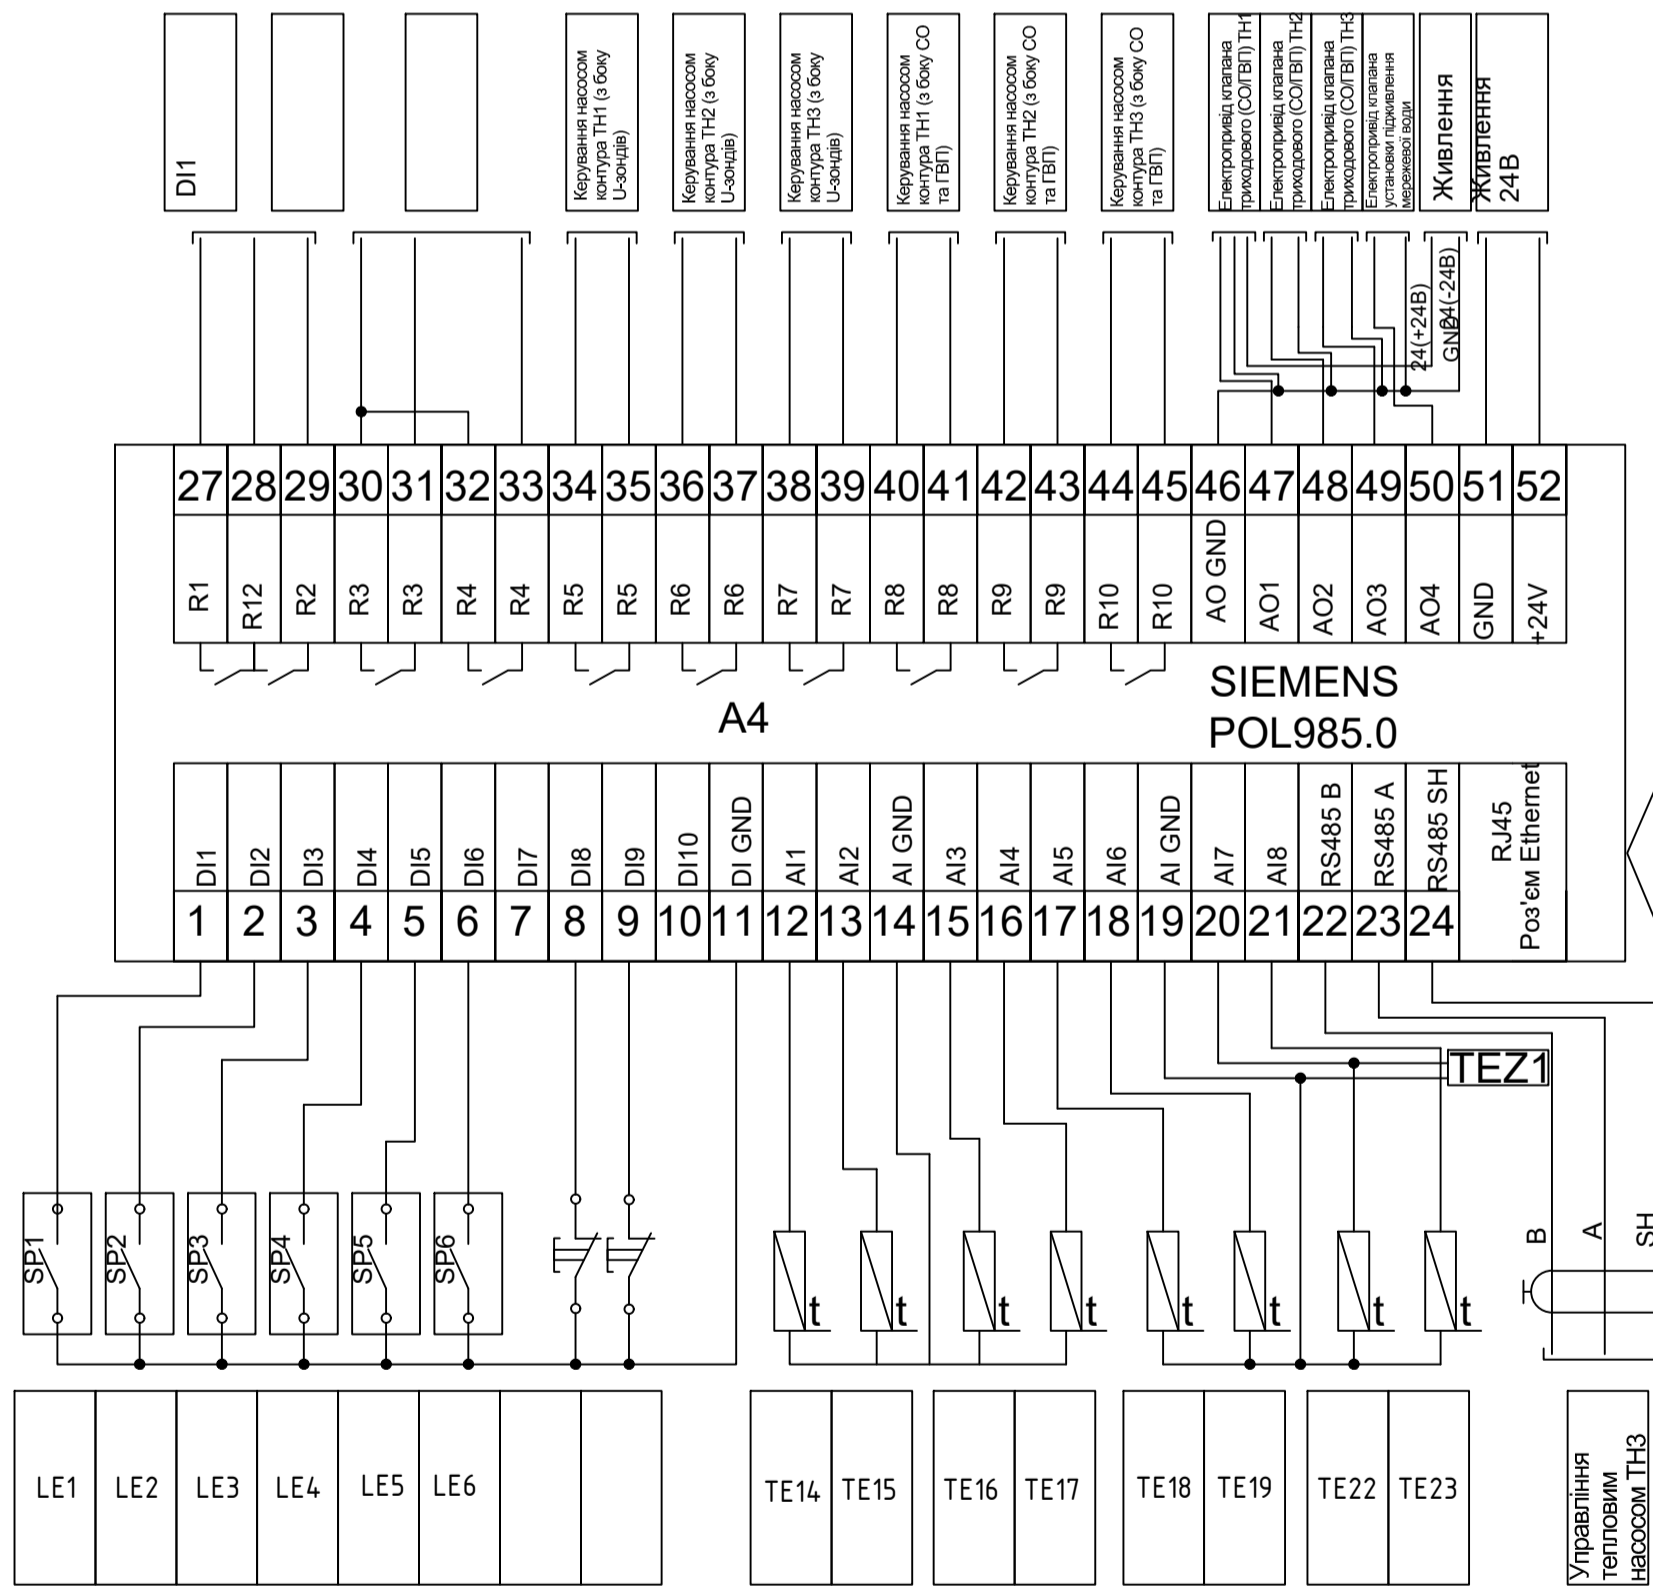 DI1
Керування насосом
контура ТН1 (з боку
U-зондів)
Керування насосом
контура ТН2 (з боку
U-зондів)
Керування насосом
контура ТН3 (з боку
U-зондів)
Керування насосом
контура ТН1 (з боку СО
та ГВП)
Керування насосом
контура ТН2 (з боку СО
та ГВП)
Керування насосом
контура ТН3 (з боку СО
та ГВП)
Електропривід клапана
триходового (СО/ГВП) ТН1
Електропривід клапана
триходового (СО/ГВП) ТН2
Електропривід клапана
триходового (СО/ГВП) ТН3
Електропривід клапана
установки підживлення
мережевої води
Живлення
Живлення
24В
24(+24В)
24(-24В)
GND
27 28 29 30 31 32 33 34 35 36 37 38 39 40 41 42 43 44 45 46 47 48 49 50 51 52
R1 R12 R2 R3 R3 R4 R4 R5 R5 R6 R6 R7 R7 R8 R8 R9 R9 R10 R10 AO GND AO1 AO2 AO3 AO4 GND +24V
A4
SIEMENS
POL985.0
DI1 DI2 DI3 DI4 DI5 DI6 DI7 DI8 DI9 DI10 DI GND AI1 AI2 AI GND AI3 AI4 AI5 AI6 AI GND AI7 AI8 RS485 B RS485 A RS485 SH
RJ45
Роз'єм Ethernet
1 2 3 4 5 6 7 8 9 10 11 12 13 14 15 16 17 18 19 20 21 22 23 24
TEZ1
SP1 SP2 SP3 SP4 SP5 SP6
t t t t t t t t
B A SH
LE1 LE2 LE3 LE4 LE5 LE6
TE14 TE15 TE16 TE17 TE18 TE19 TE22 TE23
Управління
тепловим
насосом ТН3